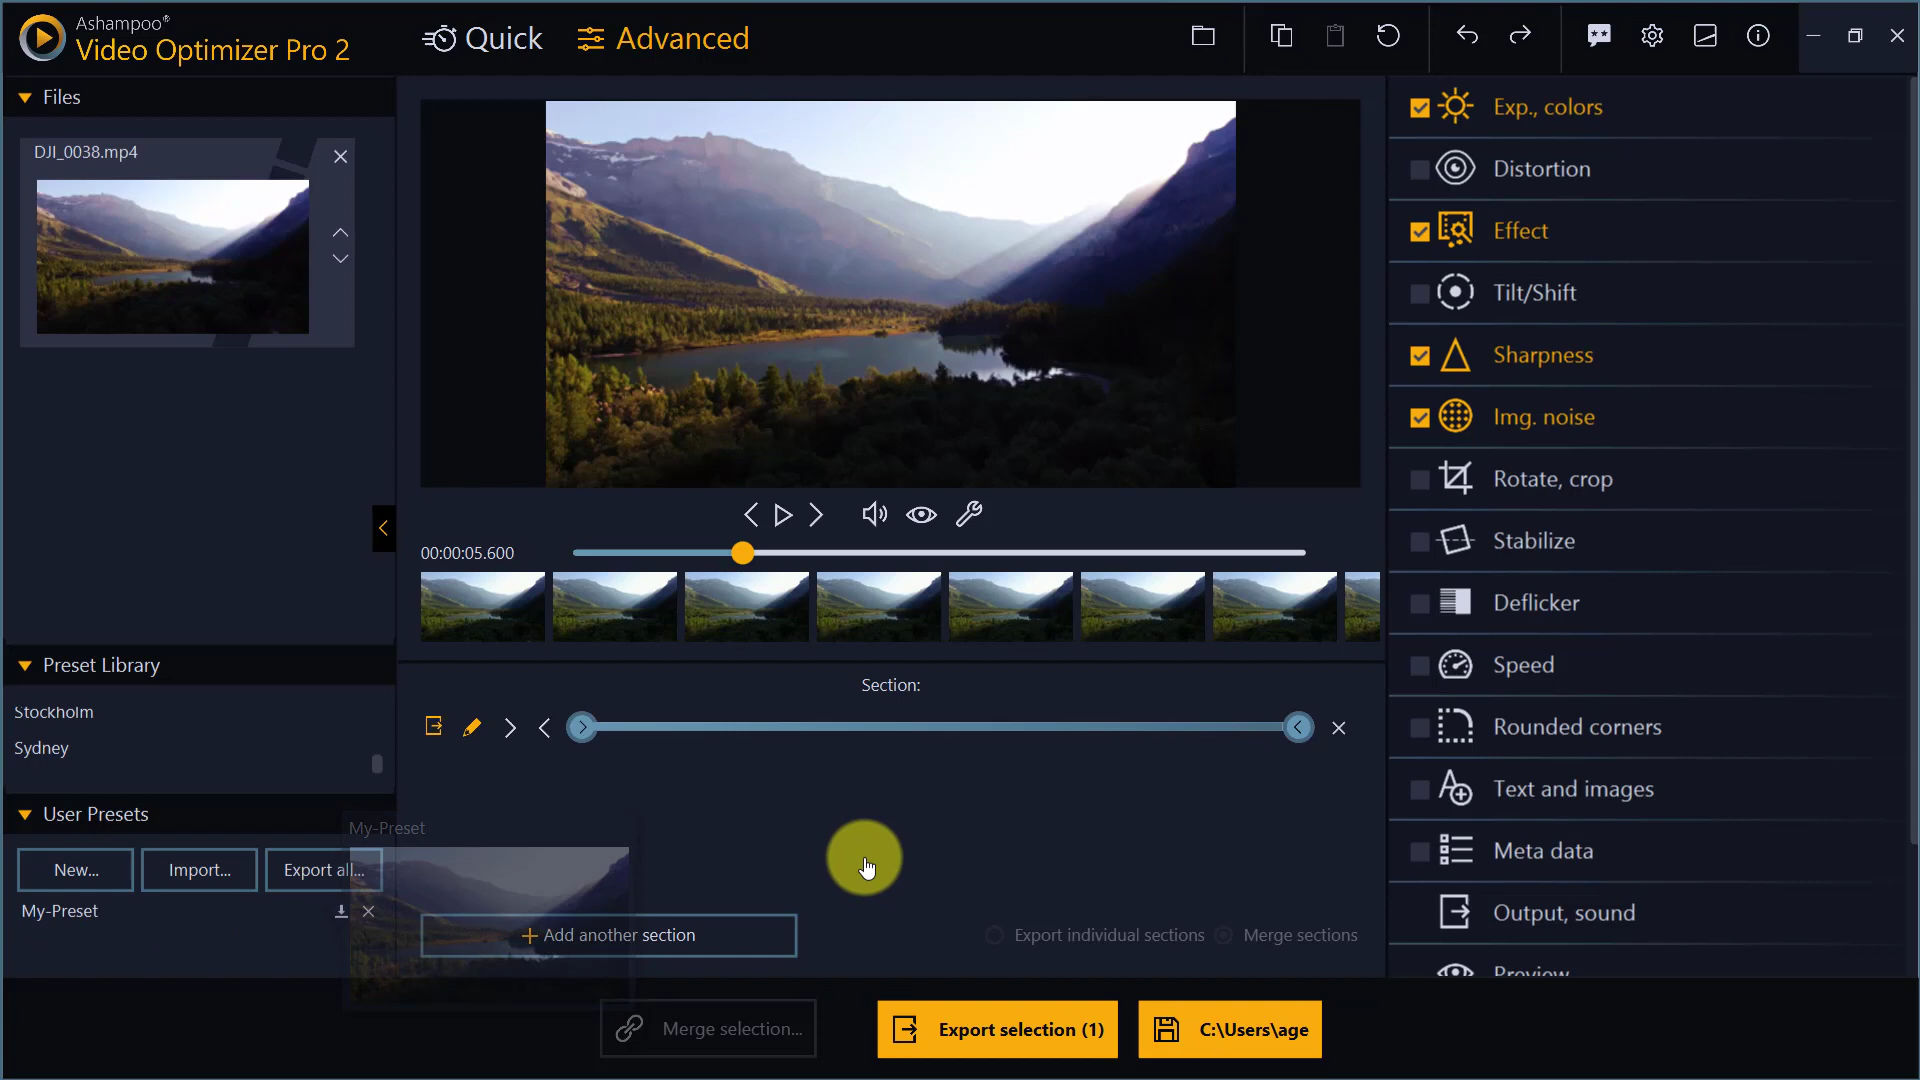 Ashampoo®
Video Optimizer Pro 2
Quick
Advanced
Files
DJI_0038.mp4
Exp., colors
Distortion
Effect
Tilt/Shift
Sharpness
Img. noise
Rotate, crop
Stabilize
Deflicker
Speed
Rounded corners
Text and images
Meta data
Output, sound
Preview
00:00:05.600
Section:
Preset Library
Stockholm
Sydney
User Presets
New...
Import...
Export all...
My-Preset
My-Preset
+ Add another section
Export individual sections
Merge sections
Merge selection...
Export selection (1)
C:\Users\age